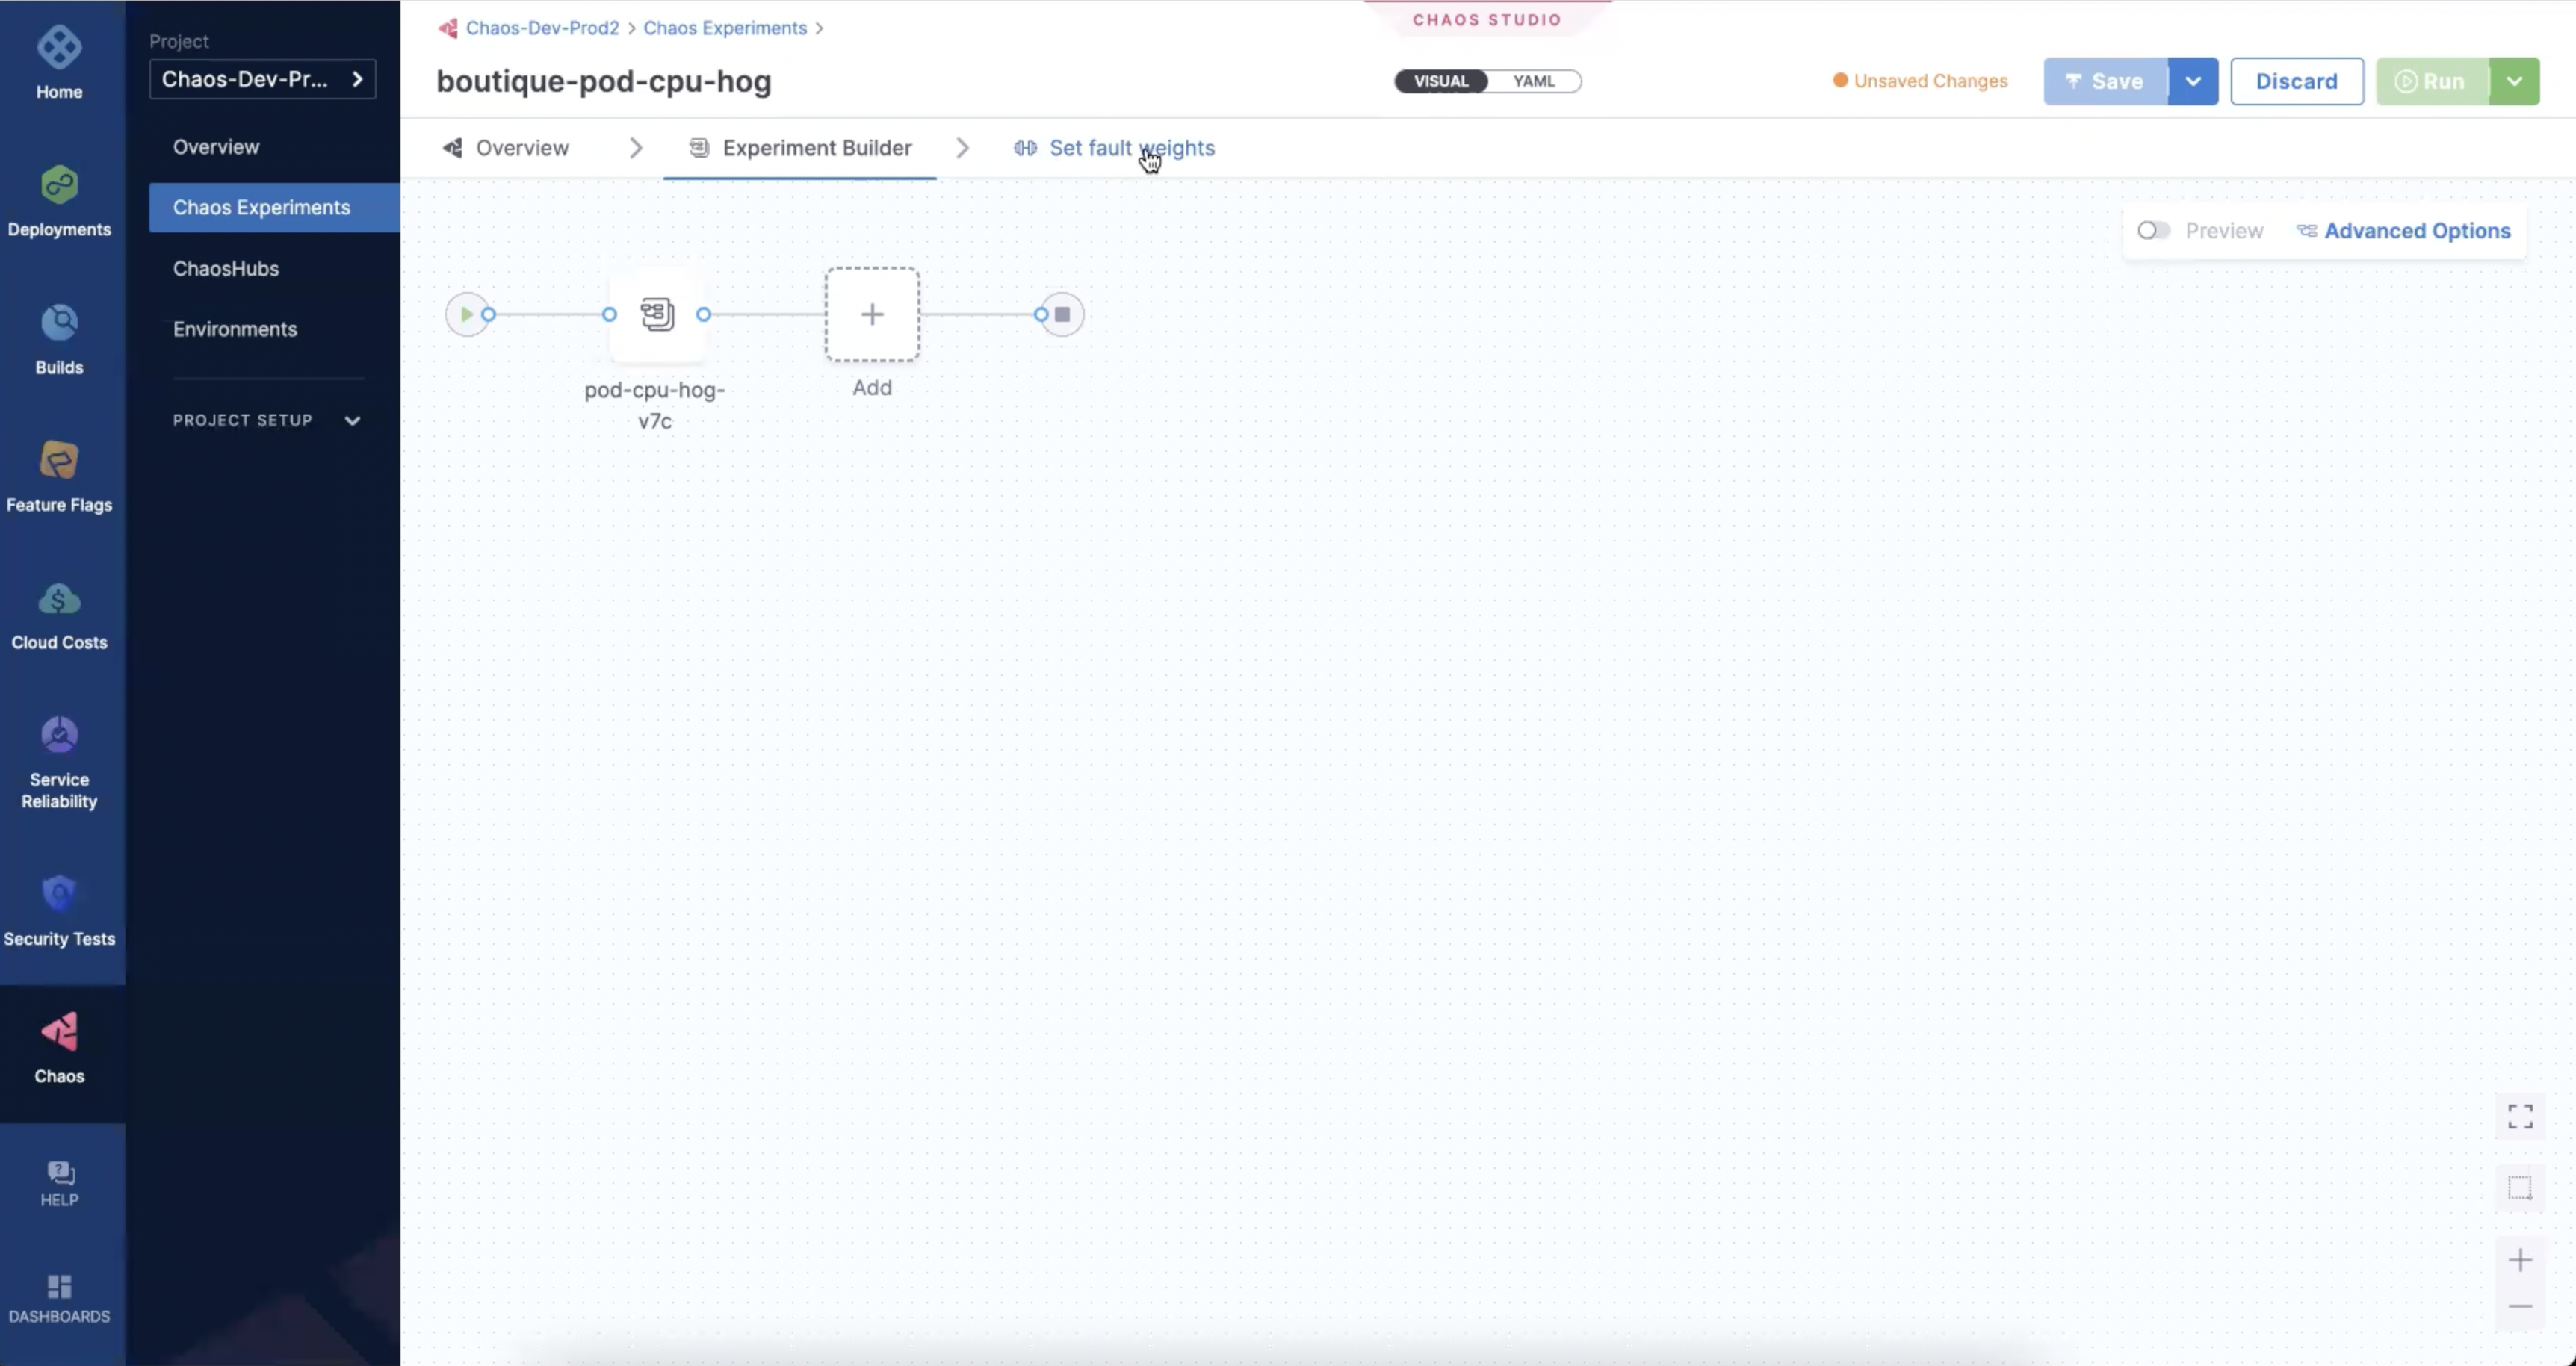 Home
Deployments
Builds
Feature Flags
Cloud Costs
Service
Reliability
Security Tests
Chaos
HELP
DASHBOARDS
Project
Chaos-Dev-Pr...
Overview
Chaos Experiments
ChaosHubs
Environments
PROJECT SETUP
Chaos-Dev-Prod2 > Chaos Experiments >
CHAOS STUDIO
boutique-pod-cpu-hog
VISUAL YAML
Unsaved Changes
Save
Discard
Run
Overview
Experiment Builder
Set fault weights
Preview
Advanced Options
pod-cpu-hog-
v7c
Add